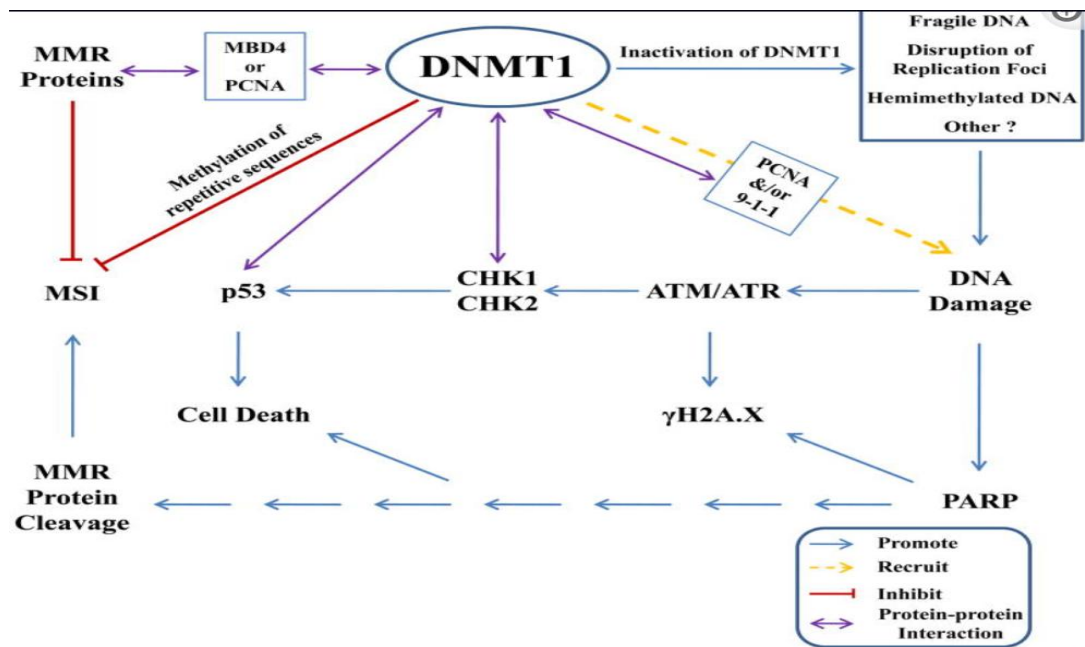 MMR
Proteins
MBD4
or
PCNA
DNMT1
Inactivation of DNMT1
Fragile DNA
Disruption of
Replication Foci
Hemimethylated DNA
Other ?
Methylation of
repetitive sequences
PCNA
&/or
9-1-1
MSI
p53
CHK1
CHK2
ATM/ATR
DNA
Damage
Cell Death
γH2A.X
MMR
Protein
Cleavage
PARP
Promote
Recruit
Inhibit
Protein-protein
Interaction